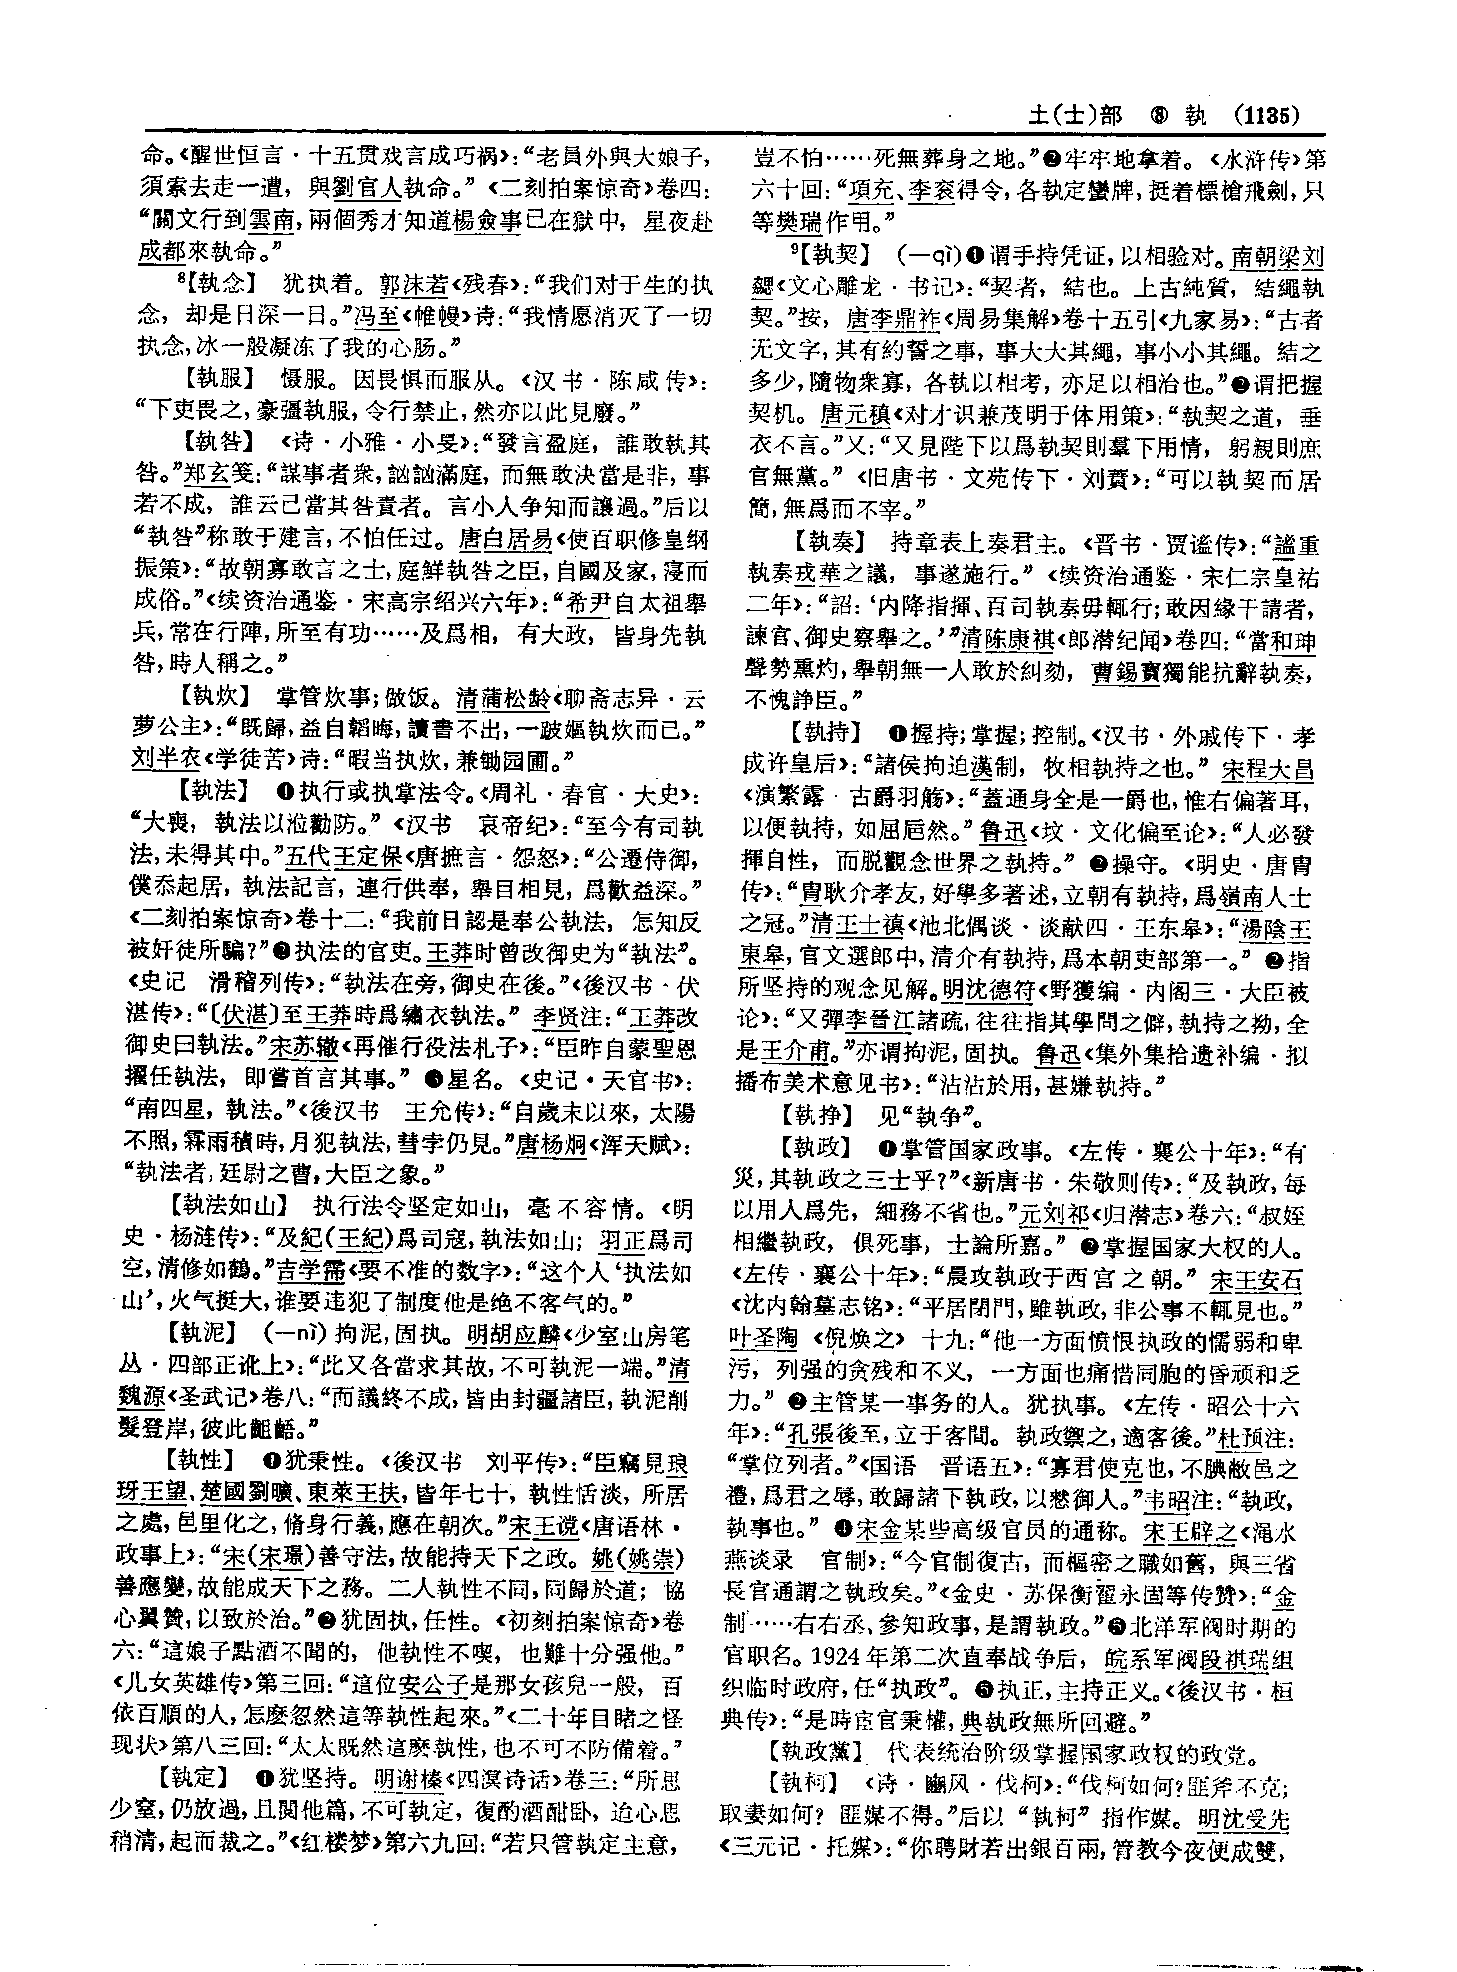 土(士)部　⑧　執　(1135)
命。《醒世恒言·十五贯戏言成巧祸》：“老員外與大娘子，
須索去走一遭，與劉官人執命。”《二刻拍案惊奇》卷四：
“關文行到雲南，兩個秀才知道楊僉事已在獄中，星夜赴
成都來執命。”
⁸【執念】　犹执着。郭沫若《残春》：“我们对于生的执
念，却是日深一日。”冯至《帷幔》诗：“我情愿消灭了一切
执念，冰一般凝冻了我的心肠。”
【執服】　慑服。因畏惧而服从。《汉书·陈咸传》：
“下吏畏之，豪彊執服，令行禁止，然亦以此見廢。”
【執咎】　《诗·小雅·小旻》：“發言盈庭，誰敢執其
咎。”郑玄笺：“謀事者衆，訩訩滿庭，而無敢決當是非，事
若不成，誰云已當其咎責者。言小人争知而讓過。”后以
“執咎”称敢于建言，不怕任过。唐白居易《使百职修皇纲
振策》：“故朝寡敢言之士，庭鮮執咎之臣，自國及家，寖而
成俗。”《续资治通鉴·宋高宗绍兴六年》：“希尹自太祖舉
兵，常在行陣，所至有功……及爲相，有大政，皆身先執
咎，時人稱之。”
【執炊】　掌管炊事；做饭。清蒲松龄《聊斋志异·云
萝公主》：“既歸，益自韜晦，讀書不出，一跛嫗執炊而已。”
刘半农《学徒苦》诗：“暇当执炊，兼锄园圃。”
【執法】　❶执行或执掌法令。《周礼·春官·大史》：
“大喪，執法以涖勸防。”《汉书　哀帝纪》：“至今有司執
法，未得其中。”五代王定保《唐摭言·怨怒》：“公遷侍御，
僕忝起居，執法記言，連行供奉，舉目相見，爲歡益深。”
《二刻拍案惊奇》卷十二：“我前日認是奉公執法，怎知反
被奸徒所騙？”❷执法的官吏。王莽时曾改御史为“執法”。
《史记　滑稽列传》：“執法在旁，御史在後。”《後汉书·伏
湛传》：“〔伏湛〕至王莽時爲繡衣執法。”李贤注：“王莽改
御史曰執法。”宋苏辙《再催行役法札子》：“臣昨自蒙聖恩
擢任執法，即嘗首言其事。”❸星名。《史记·天官书》：
“南四星，執法。”《後汉书　王允传》：“自歲末以來，太陽
不照，霖雨積時，月犯執法，彗孛仍見。”唐杨炯《浑天赋》：
“執法者，廷尉之曹，大臣之象。”
【執法如山】　执行法令坚定如山，毫不容情。《明
史·杨涟传》：“及紀(王紀)爲司寇，執法如山；羽正爲司
空，清修如鶴。”吉学霈《要不准的数字》：“这个人‘执法如
山’，火气挺大，谁要违犯了制度他是绝不客气的。”
【執泥】　(—nì)拘泥，固执。明胡应麟《少室山房笔
丛·四部正讹上》：“此又各當求其故，不可執泥一端。”清
魏源《圣武记》卷八：“而議終不成，皆由封疆諸臣，執泥削
髮登岸，彼此齟齬。”
【執性】　❶犹秉性。《後汉书　刘平传》：“臣竊見琅
玡王望、楚國劉曠、東萊王扶，皆年七十，執性恬淡，所居
之處，邑里化之，脩身行義，應在朝次。”宋王谠《唐语林·
政事上》：“宋(宋璟)善守法，故能持天下之政。姚(姚崇)
善應變，故能成天下之務。二人執性不同，同歸於道；協
心翼贊，以致於治。”❷犹固执，任性。《初刻拍案惊奇》卷
六：“這娘子點酒不聞的，他執性不喫，也難十分强他。”
《儿女英雄传》第三回：“這位安公子是那女孩兒一般，百
依百順的人，怎麽忽然這等執性起來。”《二十年目睹之怪
现状》第八三回：“太太既然這麽執性，也不可不防備着。”
【執定】　❶犹坚持。明谢榛《四溟诗话》卷三：“所思
少窒，仍放過，且閲他篇，不可執定，復酌酒酣卧，迨心思
稍清，起而裁之。”《红楼梦》第六九回：“若只管執定主意，
豈不怕……死無葬身之地。”❷牢牢地拿着。《水浒传》第
六十回：“項充、李衮得令，各執定蠻牌，挺着標槍飛劍，只
等樊瑞作用。”
⁹【執契】　(—qì)❶谓手持凭证，以相验对。南朝梁刘
勰《文心雕龙·书记》：“契者，結也。上古純質，結繩執
契。”按，唐李鼎祚《周易集解》卷十五引《九家易》：“古者
无文字，其有約誓之事，事大大其繩，事小小其繩。結之
多少，隨物衆寡，各執以相考，亦足以相治也。”❷谓把握
契机。唐元稹《对才识兼茂明于体用策》：“執契之道，垂
衣不言。”又：“又見陛下以爲執契則羣下用情，躬親則庶
官無黨。”《旧唐书·文苑传下·刘蕡》：“可以執契而居
簡，無爲而不宰。”
【執奏】　持章表上奏君主。《晋书·贾谧传》：“謐重
執奏戎華之議，事遂施行。”《续资治通鉴·宋仁宗皇祐
二年》：“詔：‘内降指揮、百司執奏毋輒行；敢因緣干請者，
諫官、御史察舉之。’”清陈康祺《郎潜纪闻》卷四：“當和珅
聲勢熏灼，舉朝無一人敢於糾劾，曹錫寶獨能抗辭執奏，
不愧諍臣。”
【執持】　❶握持；掌握；控制。《汉书·外戚传下·孝
成许皇后》：“諸侯拘迫漢制，牧相執持之也。”宋程大昌
《演繁露·古爵羽觞》：“蓋通身全是一爵也，惟右偏著耳，
以便執持，如屈卮然。”鲁迅《坟·文化偏至论》：“人必發
揮自性，而脱觀念世界之執持。”❷操守。《明史·唐胄
传》：“胄耿介孝友，好學多著述，立朝有執持，爲嶺南人士
之冠。”清王士禛《池北偶谈·谈献四·王东皋》：“湯陰王
東皋，官文選郎中，清介有執持，爲本朝吏部第一。”❸指
所坚持的观念见解。明沈德符《野獲编·内阁三·大臣被
论》：“又彈李晉江諸疏，往往指其學問之僻，執持之拗，全
是王介甫。”亦谓拘泥，固执。鲁迅《集外集拾遗补编·拟
播布美术意见书》：“沾沾於用，甚嫌執持。”
【執挣】　见“執争”。
【執政】　❶掌管国家政事。《左传·襄公十年》：“有
災，其執政之三士乎？”《新唐书·朱敬则传》：“及執政，每
以用人爲先，細務不省也。”元刘祁《归潜志》卷六：“叔姪
相繼執政，俱死事，士論所嘉。”❷掌握国家大权的人。
《左传·襄公十年》：“晨攻執政于西宫之朝。”宋王安石
《沈内翰墓志铭》：“平居閉門，雖執政，非公事不輒見也。”
叶圣陶《倪焕之》十九：“他一方面愤恨执政的懦弱和卑
污，列强的贪残和不义，一方面也痛惜同胞的昏顽和乏
力。”❸主管某一事务的人。犹执事。《左传·昭公十六
年》：“孔張後至，立于客間。執政禦之，適客後。”杜预注：
“掌位列者。”《国语　晋语五》：“寡君使克也，不腆敝邑之
禮，爲君之辱，敢歸諸下執政，以憖御人。”韦昭注：“執政，
執事也。”❹宋金某些高级官员的通称。宋王辟之《渑水
燕谈录　官制》：“今官制復古，而樞密之職如舊，與三省
長官通謂之執政矣。”《金史·苏保衡翟永固等传赞》：“金
制……右右丞、參知政事，是謂執政。”❺北洋军阀时期的
官职名。1924年第二次直奉战争后，皖系军阀段祺瑞组
织临时政府，任“执政”。❻执正，主持正义。《後汉书·桓
典传》：“是時宦官秉權，典執政無所回避。”
【執政黨】　代表统治阶级掌握国家政权的政党。
【執柯】　《诗·豳风·伐柯》：“伐柯如何？匪斧不克；
取妻如何？匪媒不得。”后以“執柯”指作媒。明沈受先
《三元记·托媒》：“你聘財若出銀百兩，管教今夜便成雙，